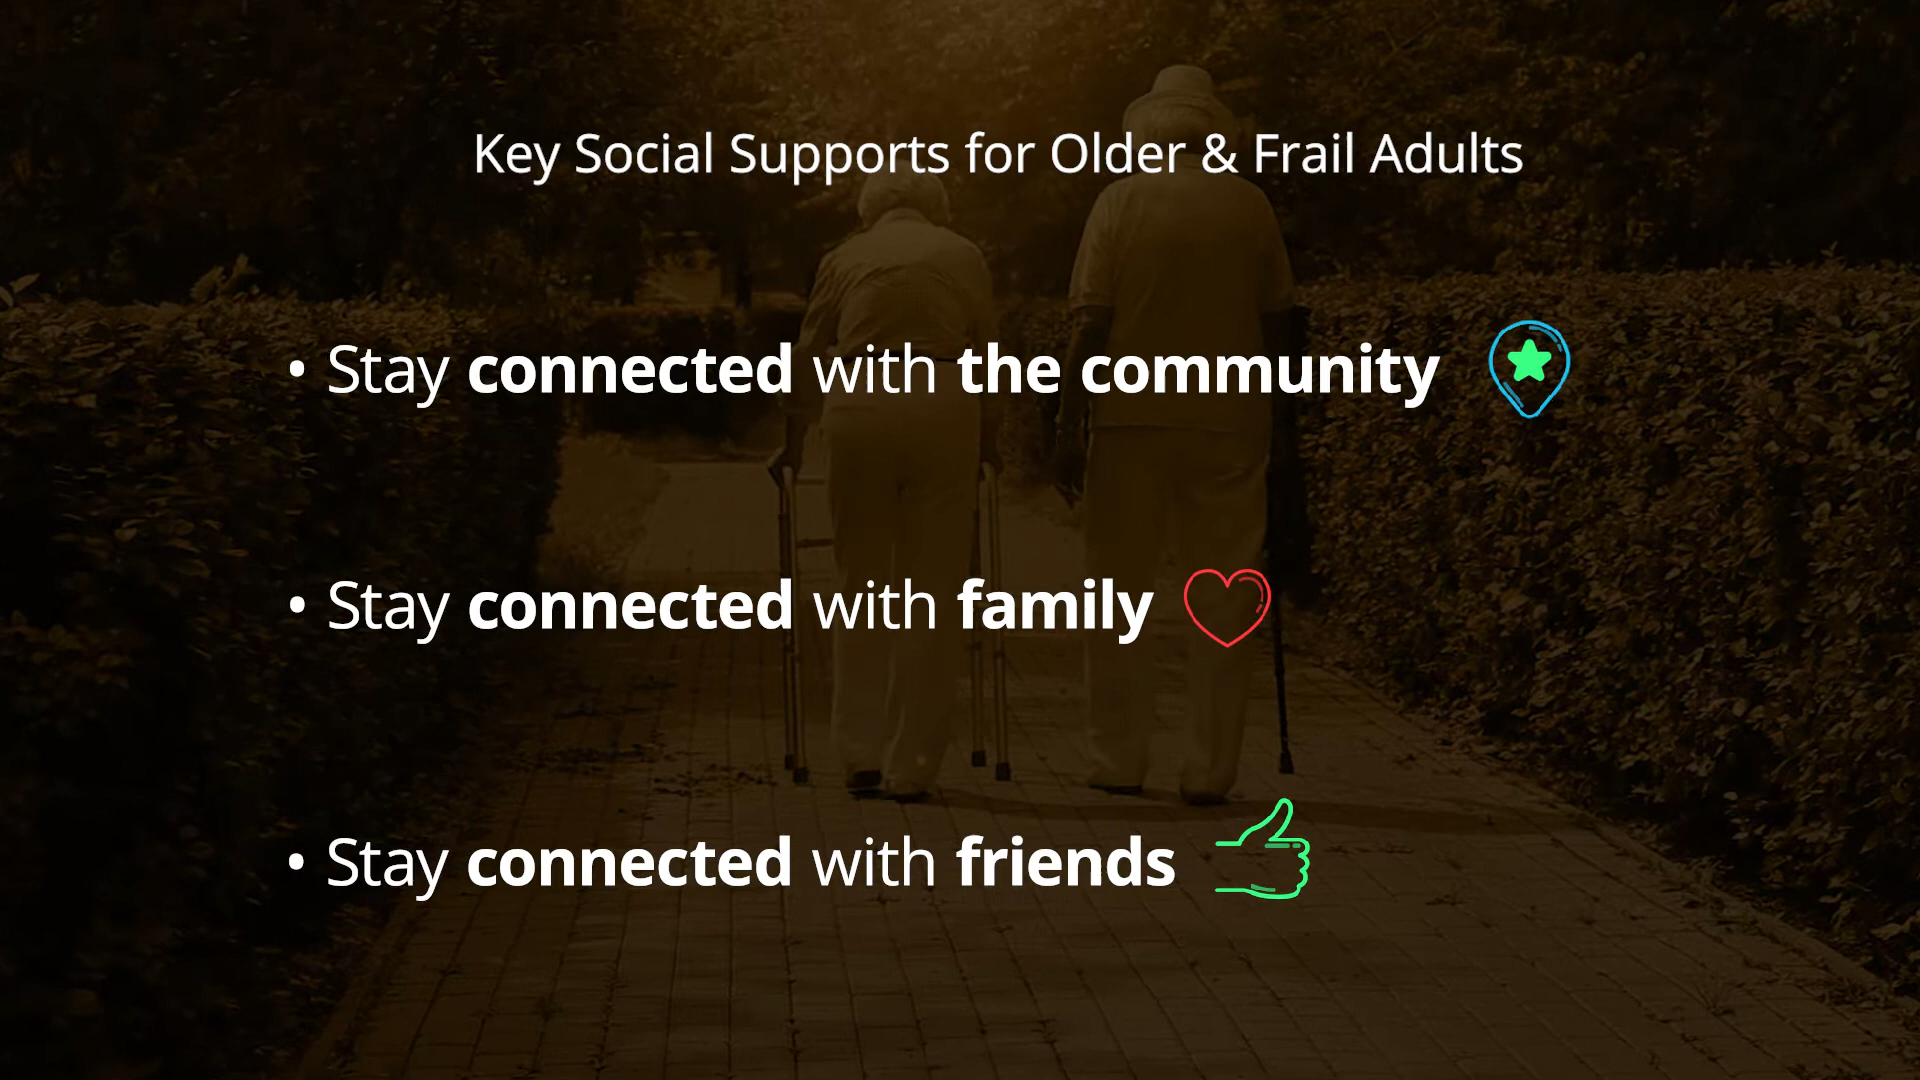 Key Social Supports for Older & Frail Adults
• Stay connected with the community
• Stay connected with family
• Stay connected with friends